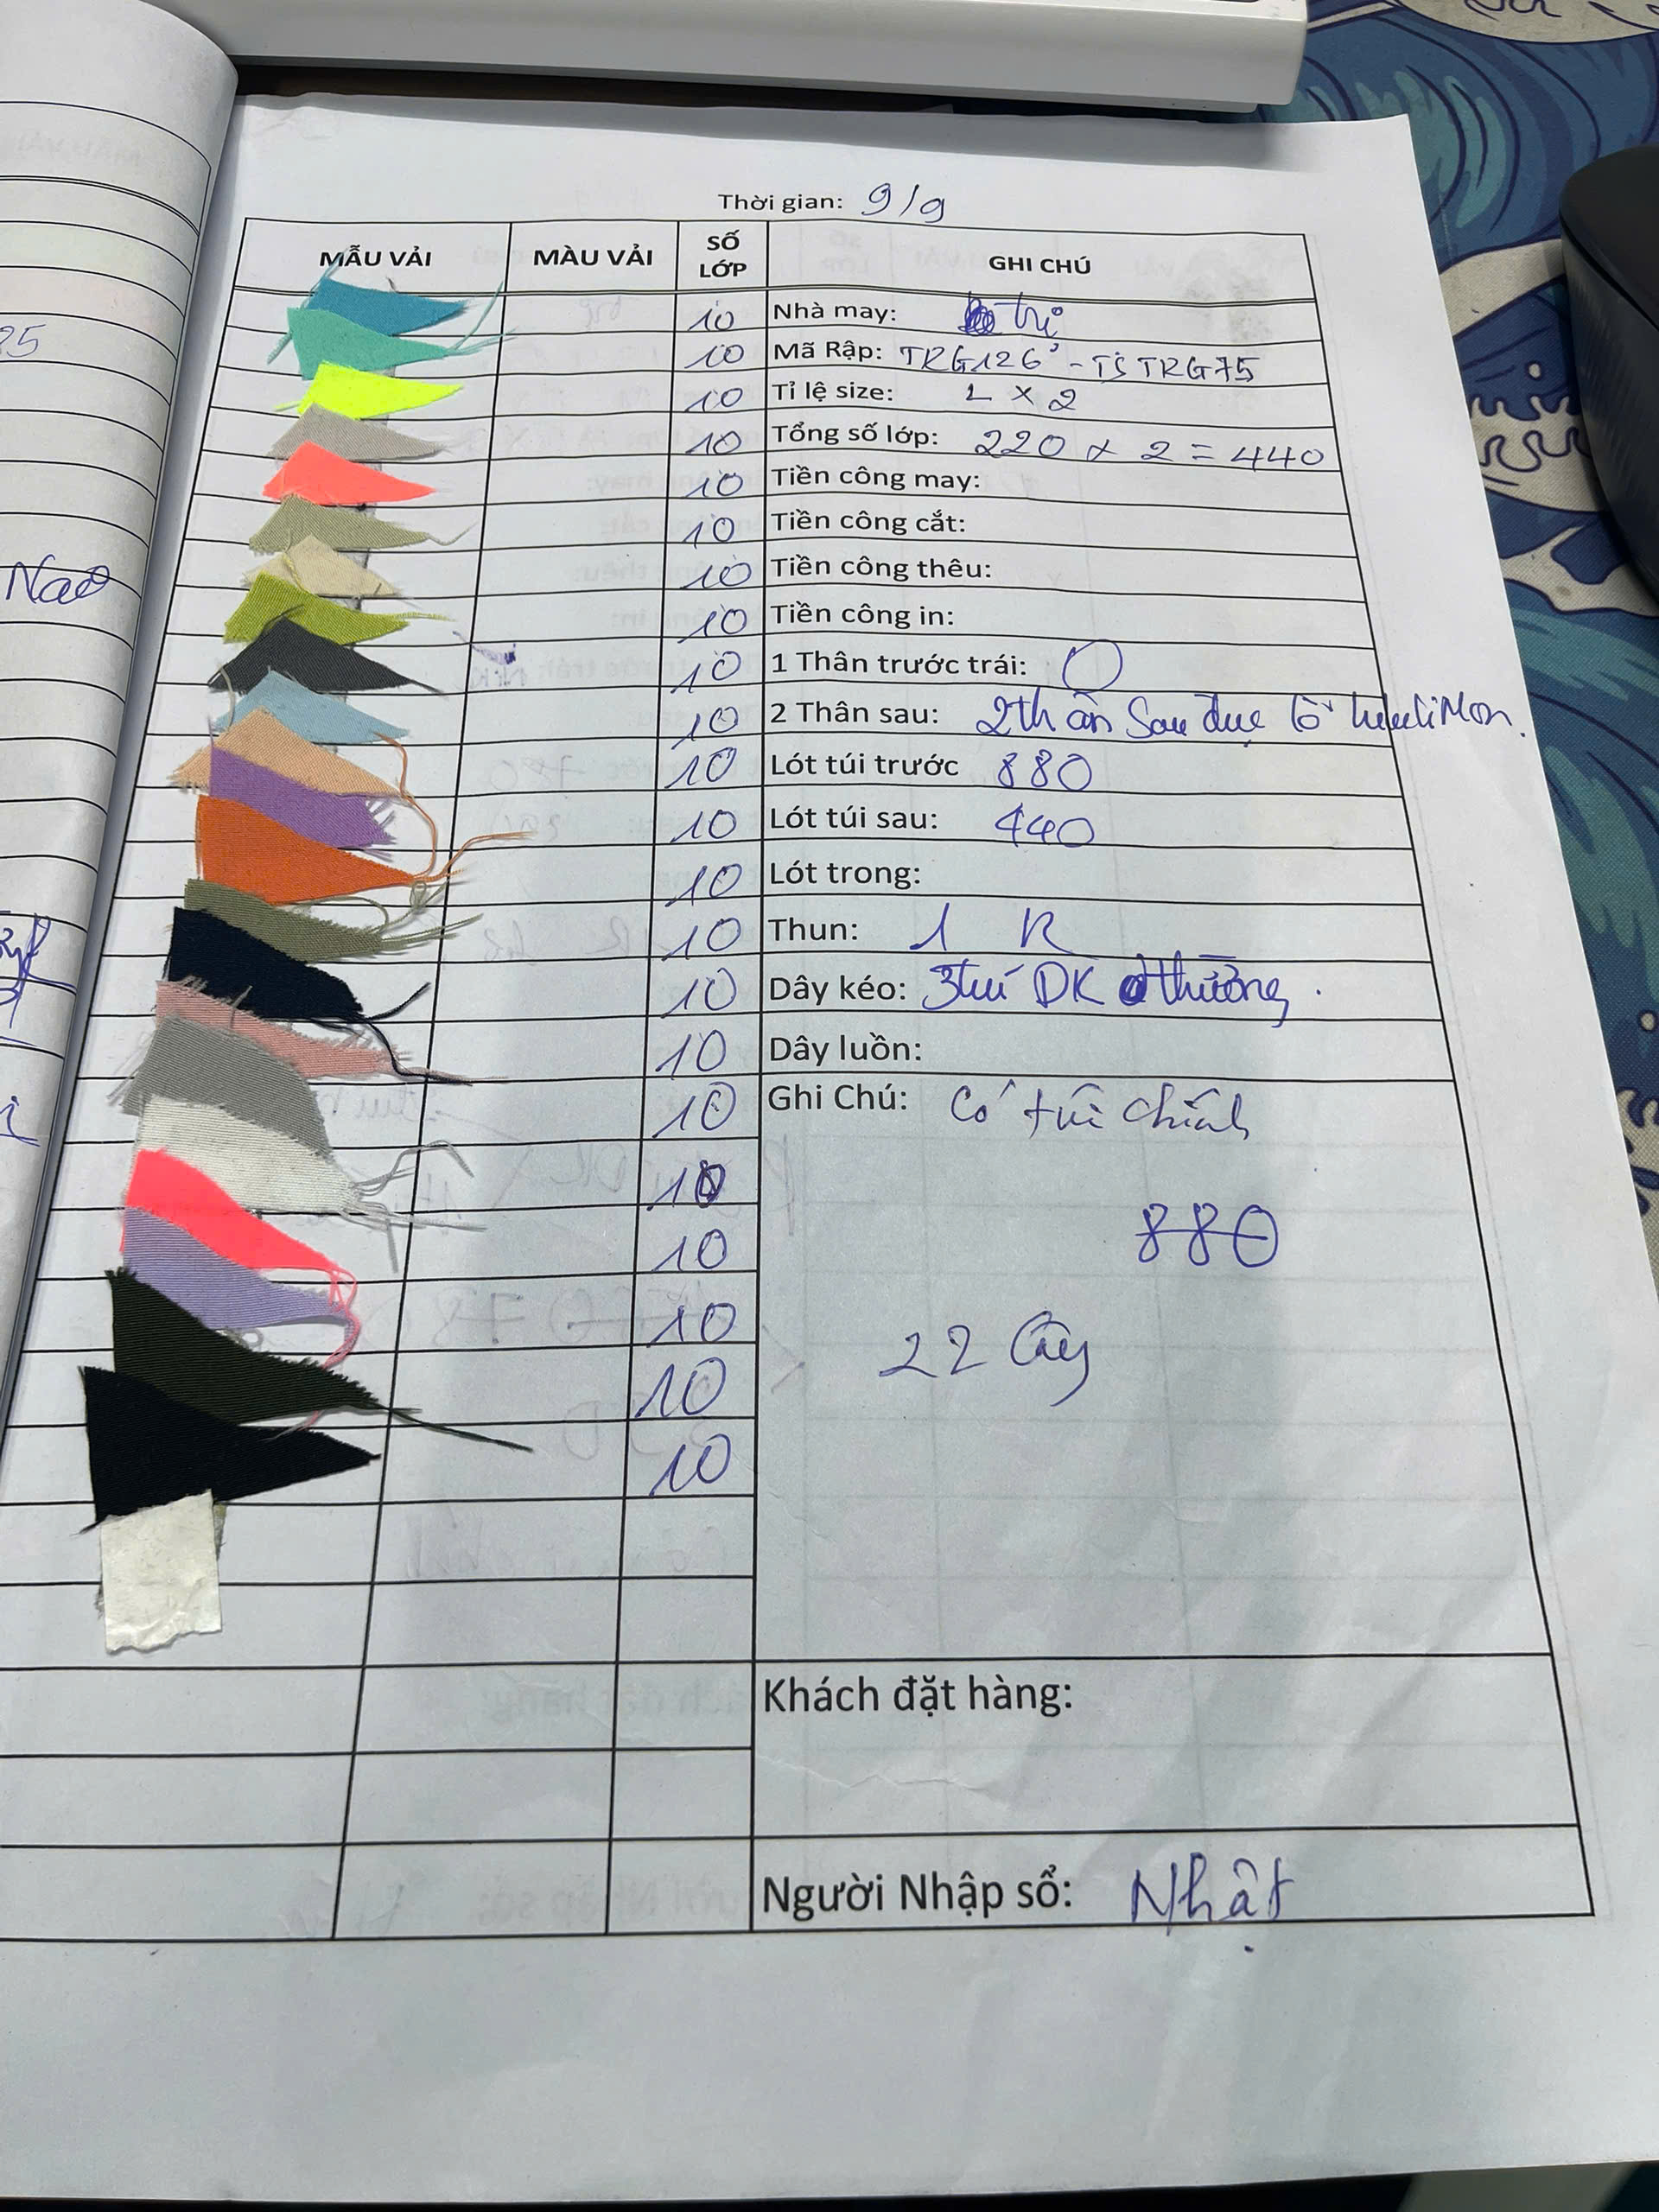 Thời gian: 9/9
MẪU VẢI MÀU VẢI SỐ LỚP GHI CHÚ
10 Nhà may: trị
10 Mã Rập: TRG126 - TS TRG75
10 Tỉ lệ size: L x 2
10 Tổng số lớp: 220 x 2 = 440
10 Tiền công may:
10 Tiền công cắt:
10 Tiền công thêu:
10 Tiền công in:
10 1 Thân trước trái: 0
10 2 Thân sau: 2 thân Sau đục lỗ
10 Lót túi trước 880
10 Lót túi sau: 440
10 Lót trong:
10 Thun: 1 R
10 Dây kéo: 3 túi DK thường.
10 Dây luồn:
10 Ghi Chú: Có túi chính
10
10 880
10
10 22 Cây
10
Khách đặt hàng:
Người Nhập sổ: Nhật
25
Nao